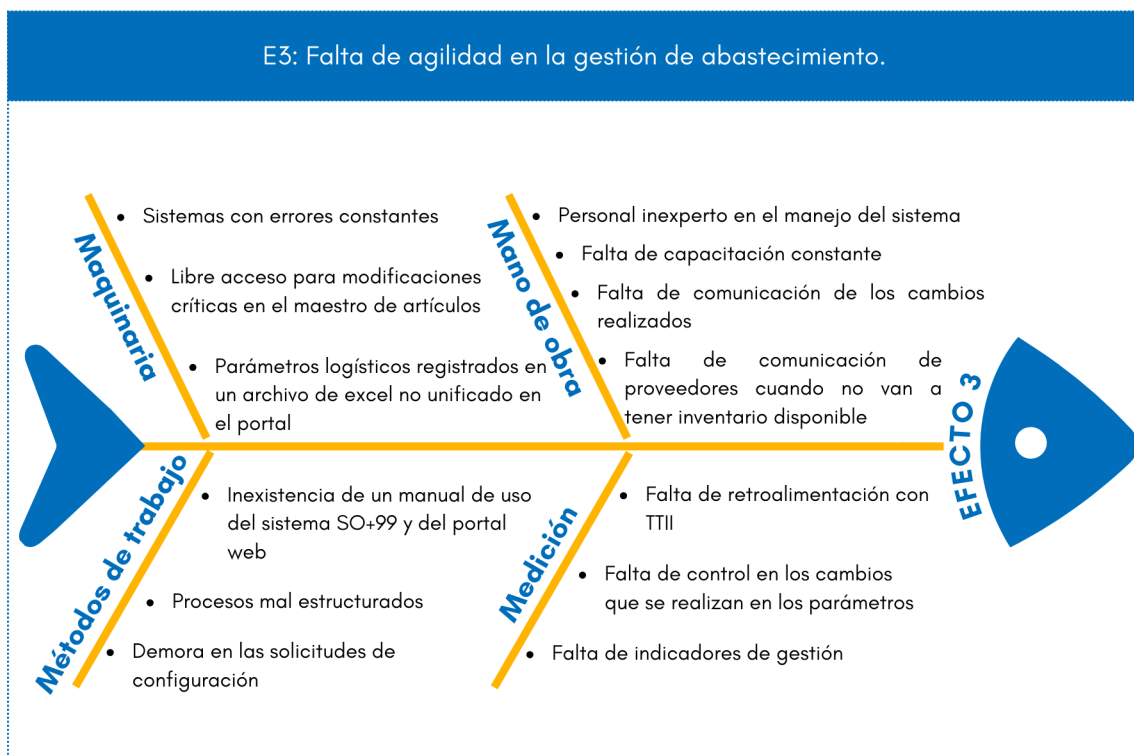 E3: Falta de agilidad en la gestión de abastecimiento.
Maquinaria
• Sistemas con errores constantes
• Libre acceso para modificaciones
críticas en el maestro de artículos
• Parámetros logísticos registrados en
un archivo de excel no unificado en
el portal
Mano de obra
• Personal inexperto en el manejo del sistema
• Falta de capacitación constante
• Falta de comunicación de los cambios
realizados
• Falta de comunicación de
proveedores cuando no van a
tener inventario disponible
EFECTO 3
Métodos de trabajo
• Inexistencia de un manual de uso
del sistema SO+99 y del portal
web
• Procesos mal estructurados
• Demora en las solicitudes de
configuración
Medición
• Falta de retroalimentación con
TTII
• Falta de control en los cambios
que se realizan en los parámetros
• Falta de indicadores de gestión